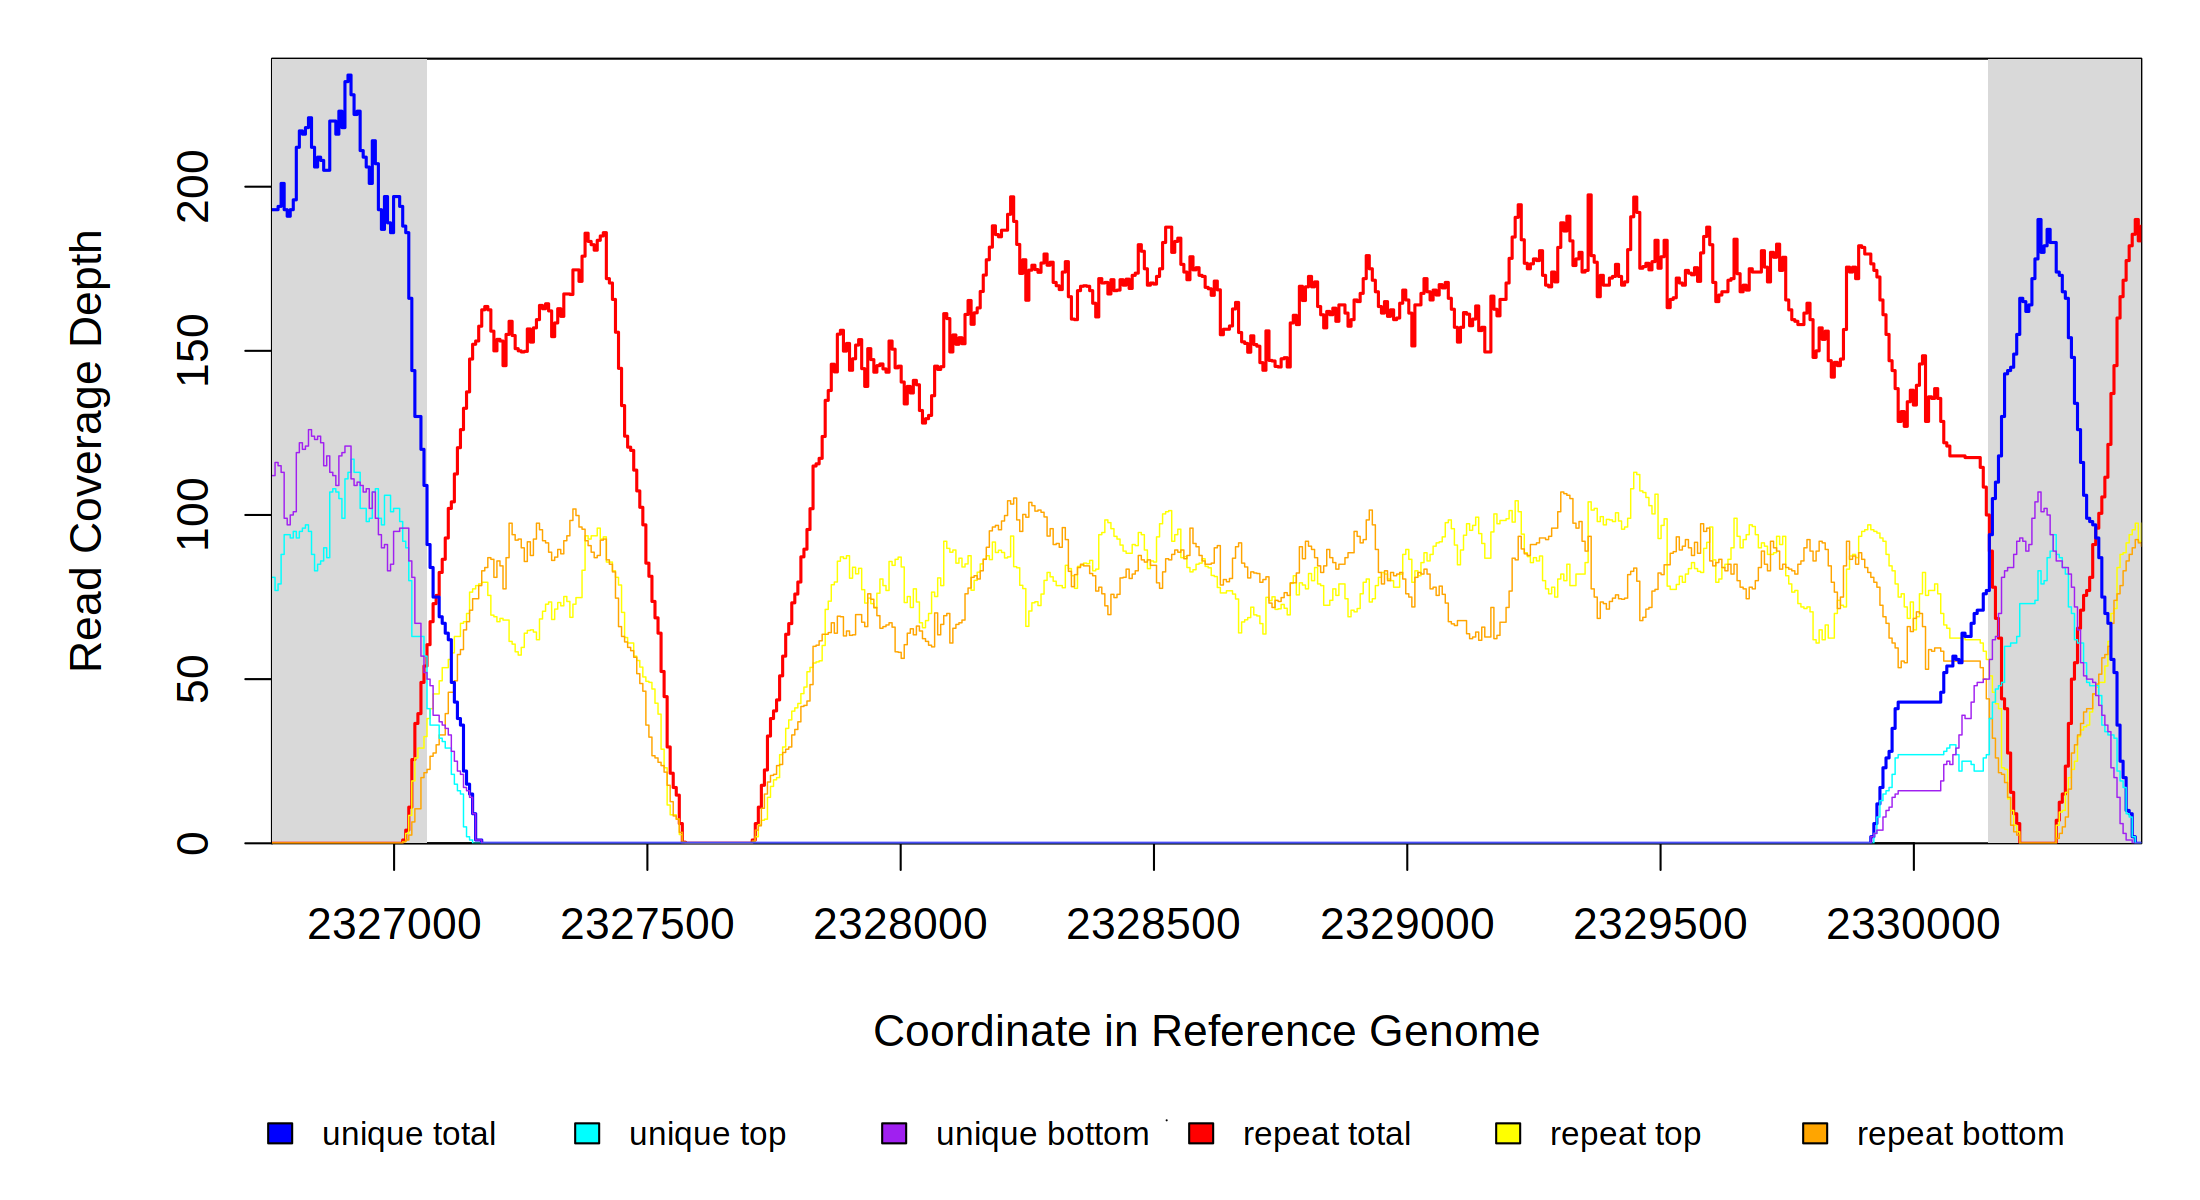 Read Coverage Depth
200
150
100
50
0
2327000 2327500 2328000 2328500 2329000 2329500 2330000
Coordinate in Reference Genome
unique total unique top unique bottom repeat total repeat top repeat bottom